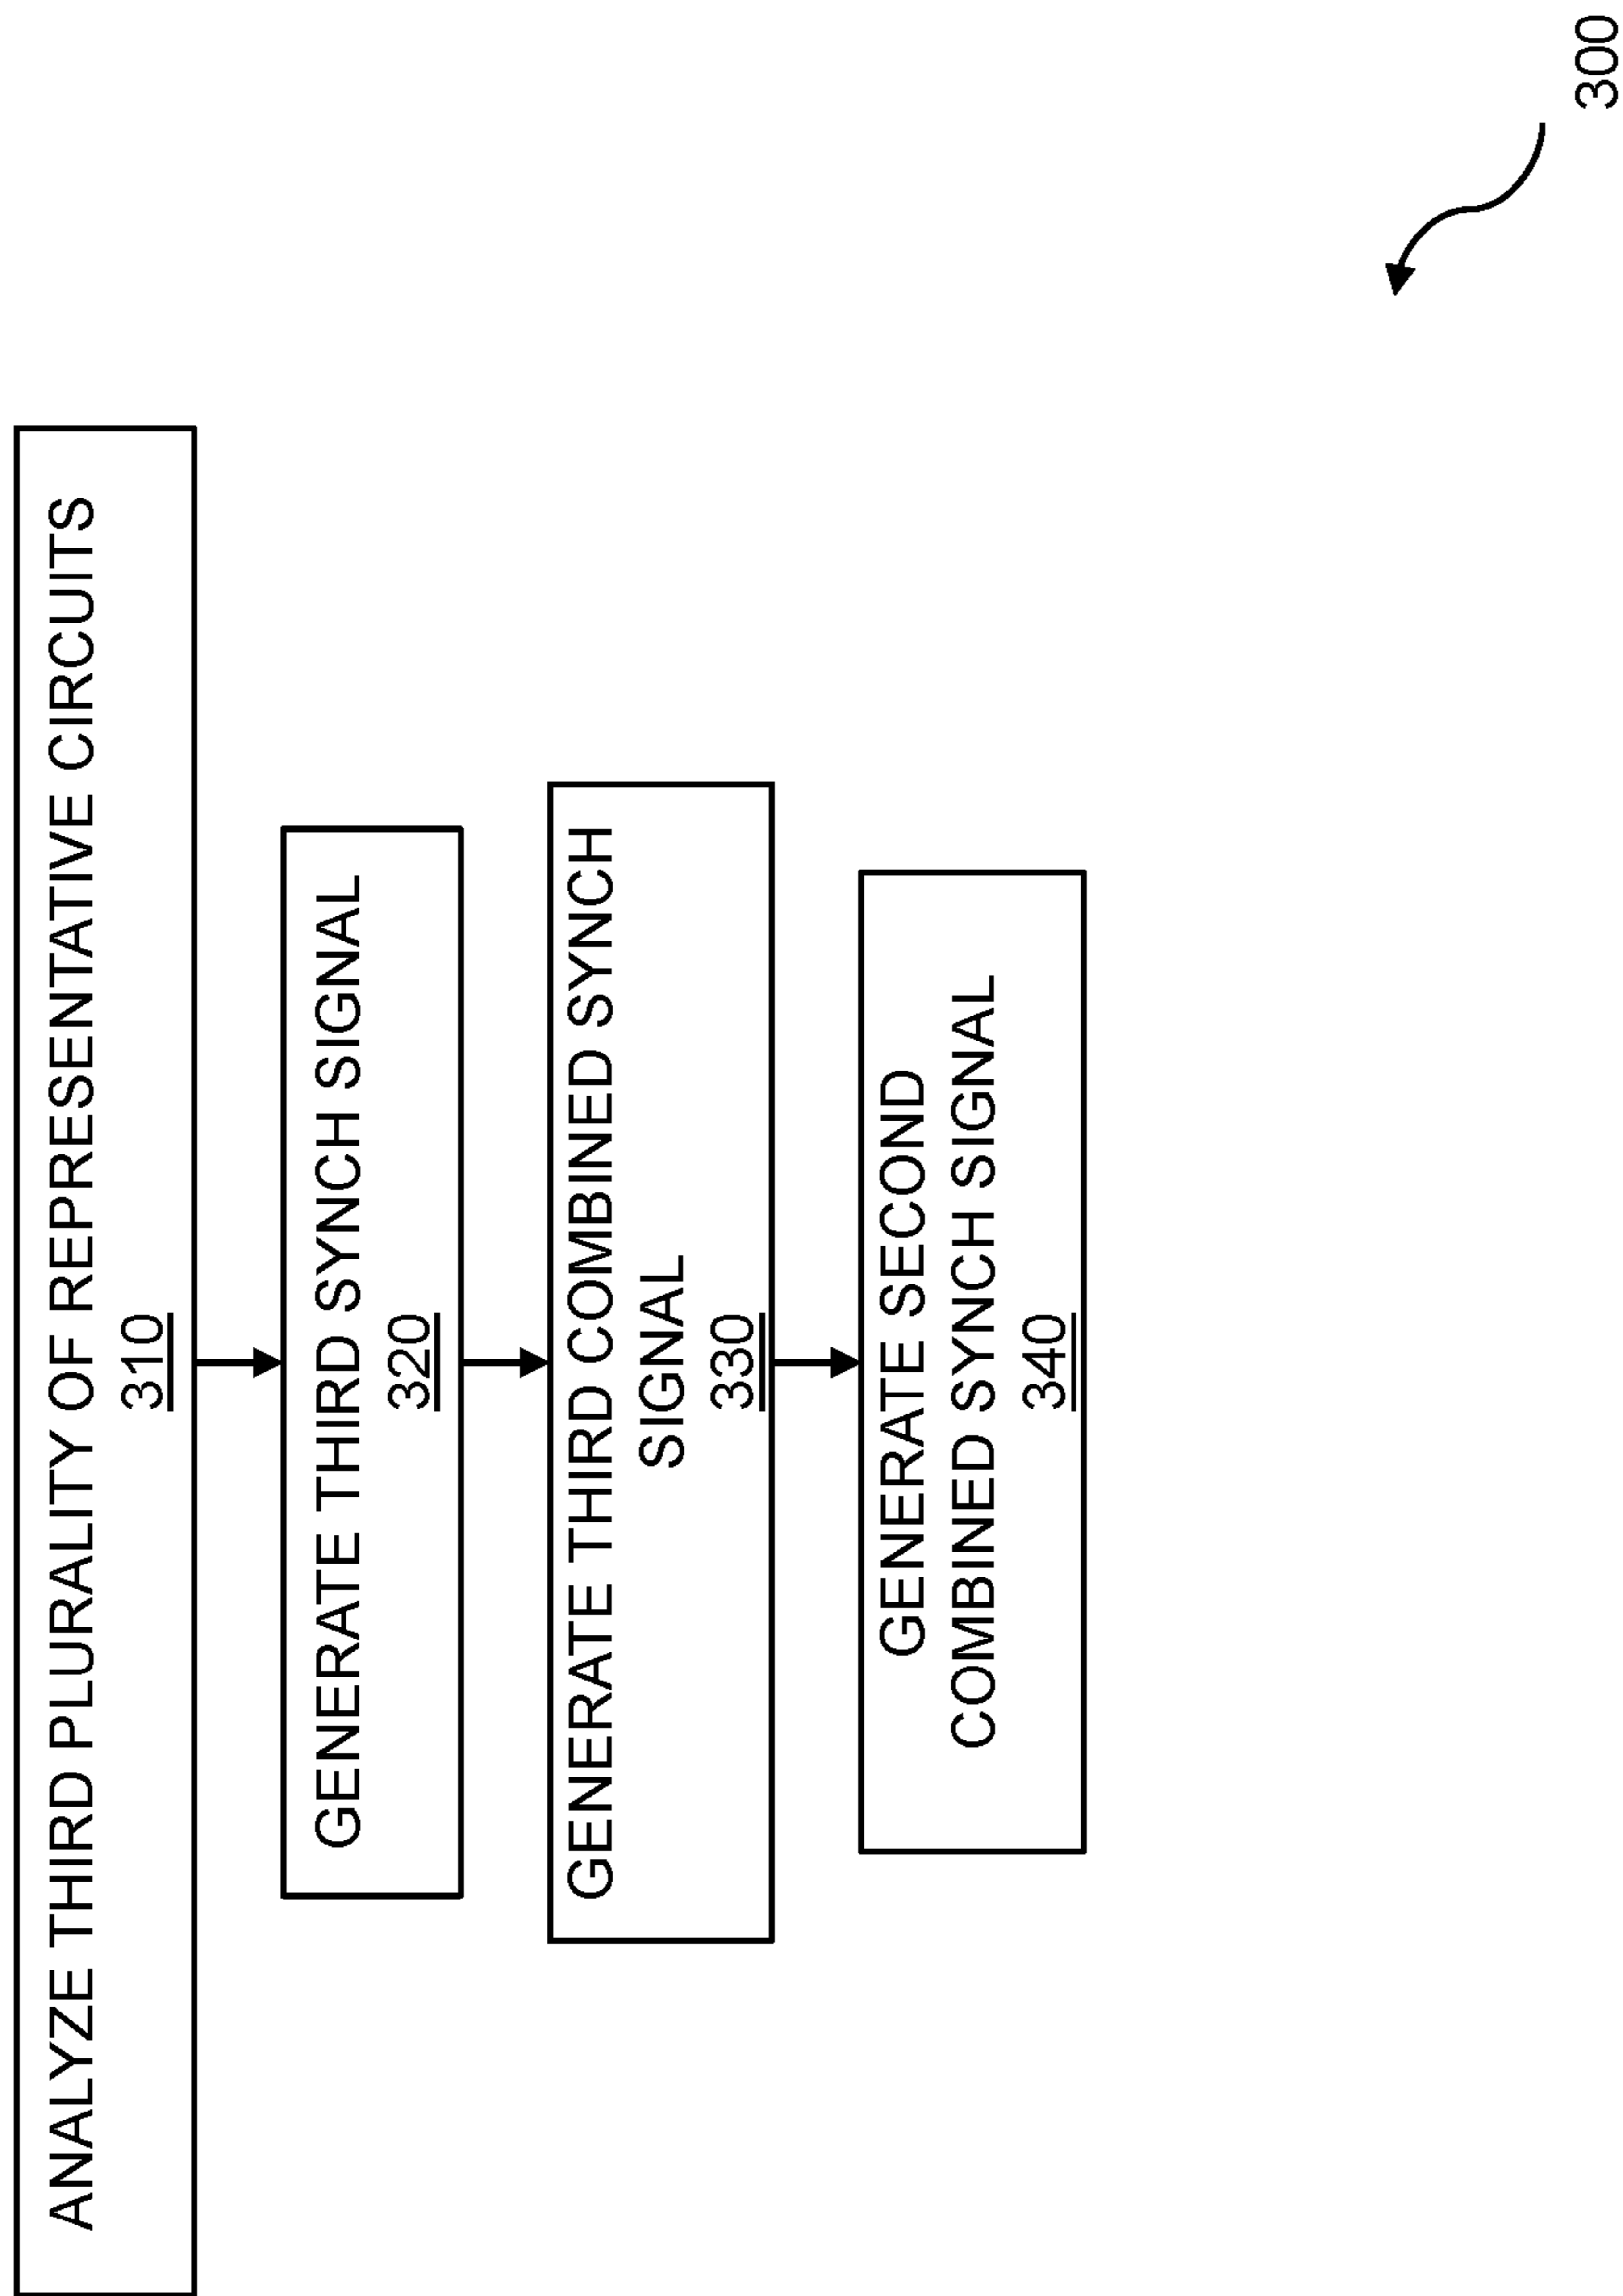 ANALYZE THIRD PLURALITY OF REPRESENTATIVE CIRCUITS
310
GENERATE THIRD SYNCH SIGNAL
320
GENERATE THIRD COMBINED SYNCH
SIGNAL
330
GENERATE SECOND
COMBINED SYNCH SIGNAL
340
300